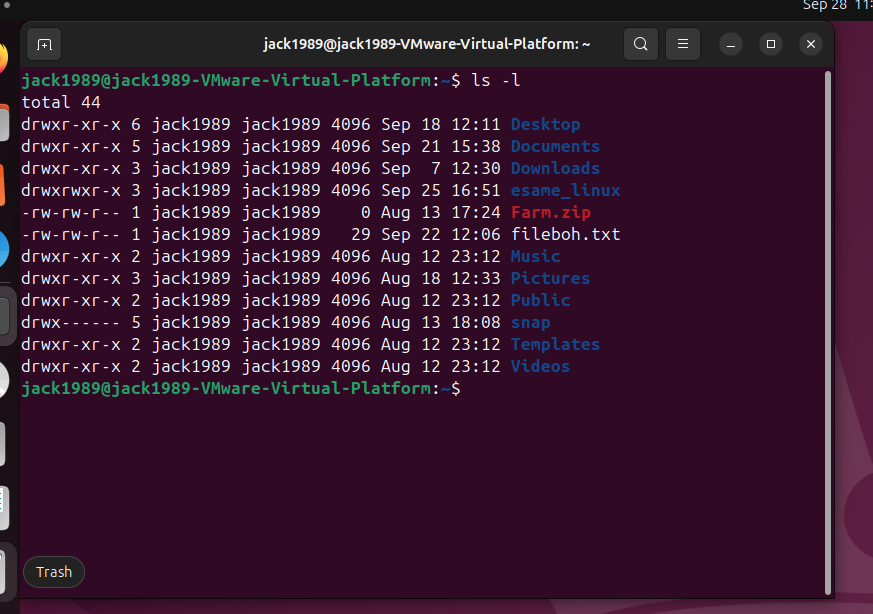 Sep 28 11:
jack1989@jack1989-VMware-Virtual-Platform: ~
jack1989@jack1989-VMware-Virtual-Platform:~$ ls -l
total 44
drwxr-xr-x 6 jack1989 jack1989 4096 Sep 18 12:11 Desktop
drwxr-xr-x 5 jack1989 jack1989 4096 Sep 21 15:38 Documents
drwxr-xr-x 3 jack1989 jack1989 4096 Sep  7 12:30 Downloads
drwxrwxr-x 3 jack1989 jack1989 4096 Sep 25 16:51 esame_linux
-rw-rw-r-- 1 jack1989 jack1989    0 Aug 13 17:24 Farm.zip
-rw-rw-r-- 1 jack1989 jack1989   29 Sep 22 12:06 fileboh.txt
drwxr-xr-x 2 jack1989 jack1989 4096 Aug 12 23:12 Music
drwxr-xr-x 3 jack1989 jack1989 4096 Aug 18 12:33 Pictures
drwxr-xr-x 2 jack1989 jack1989 4096 Aug 12 23:12 Public
drwx------ 5 jack1989 jack1989 4096 Aug 13 18:08 snap
drwxr-xr-x 2 jack1989 jack1989 4096 Aug 12 23:12 Templates
drwxr-xr-x 2 jack1989 jack1989 4096 Aug 12 23:12 Videos
jack1989@jack1989-VMware-Virtual-Platform:~$
Trash